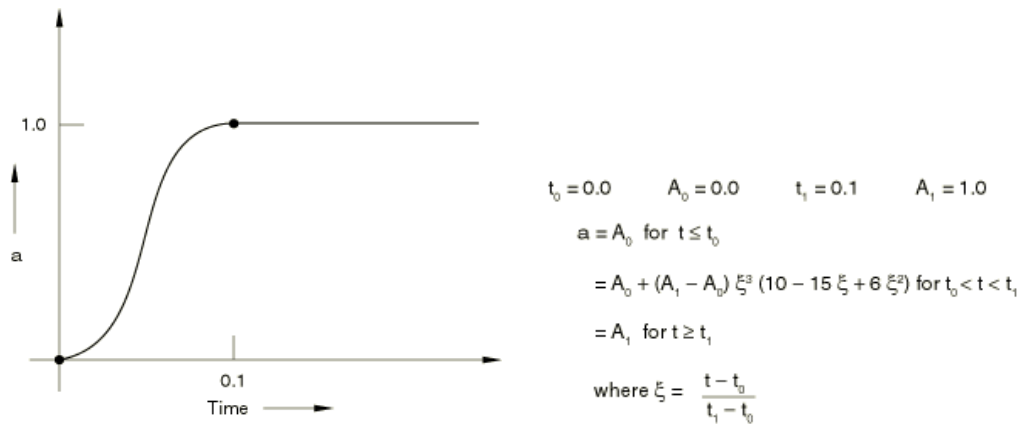 1.0
a
0.1
Time
t₀ = 0.0 A₀ = 0.0 t₁ = 0.1 A₁ = 1.0
a = A₀ for t ≤ t₀
= A₀ + (A₁ – A₀) ξ³ (10 – 15 ξ + 6 ξ²) for t₀ < t < t₁
= A₁ for t ≥ t₁
where ξ = t – t₀
t₁ – t₀